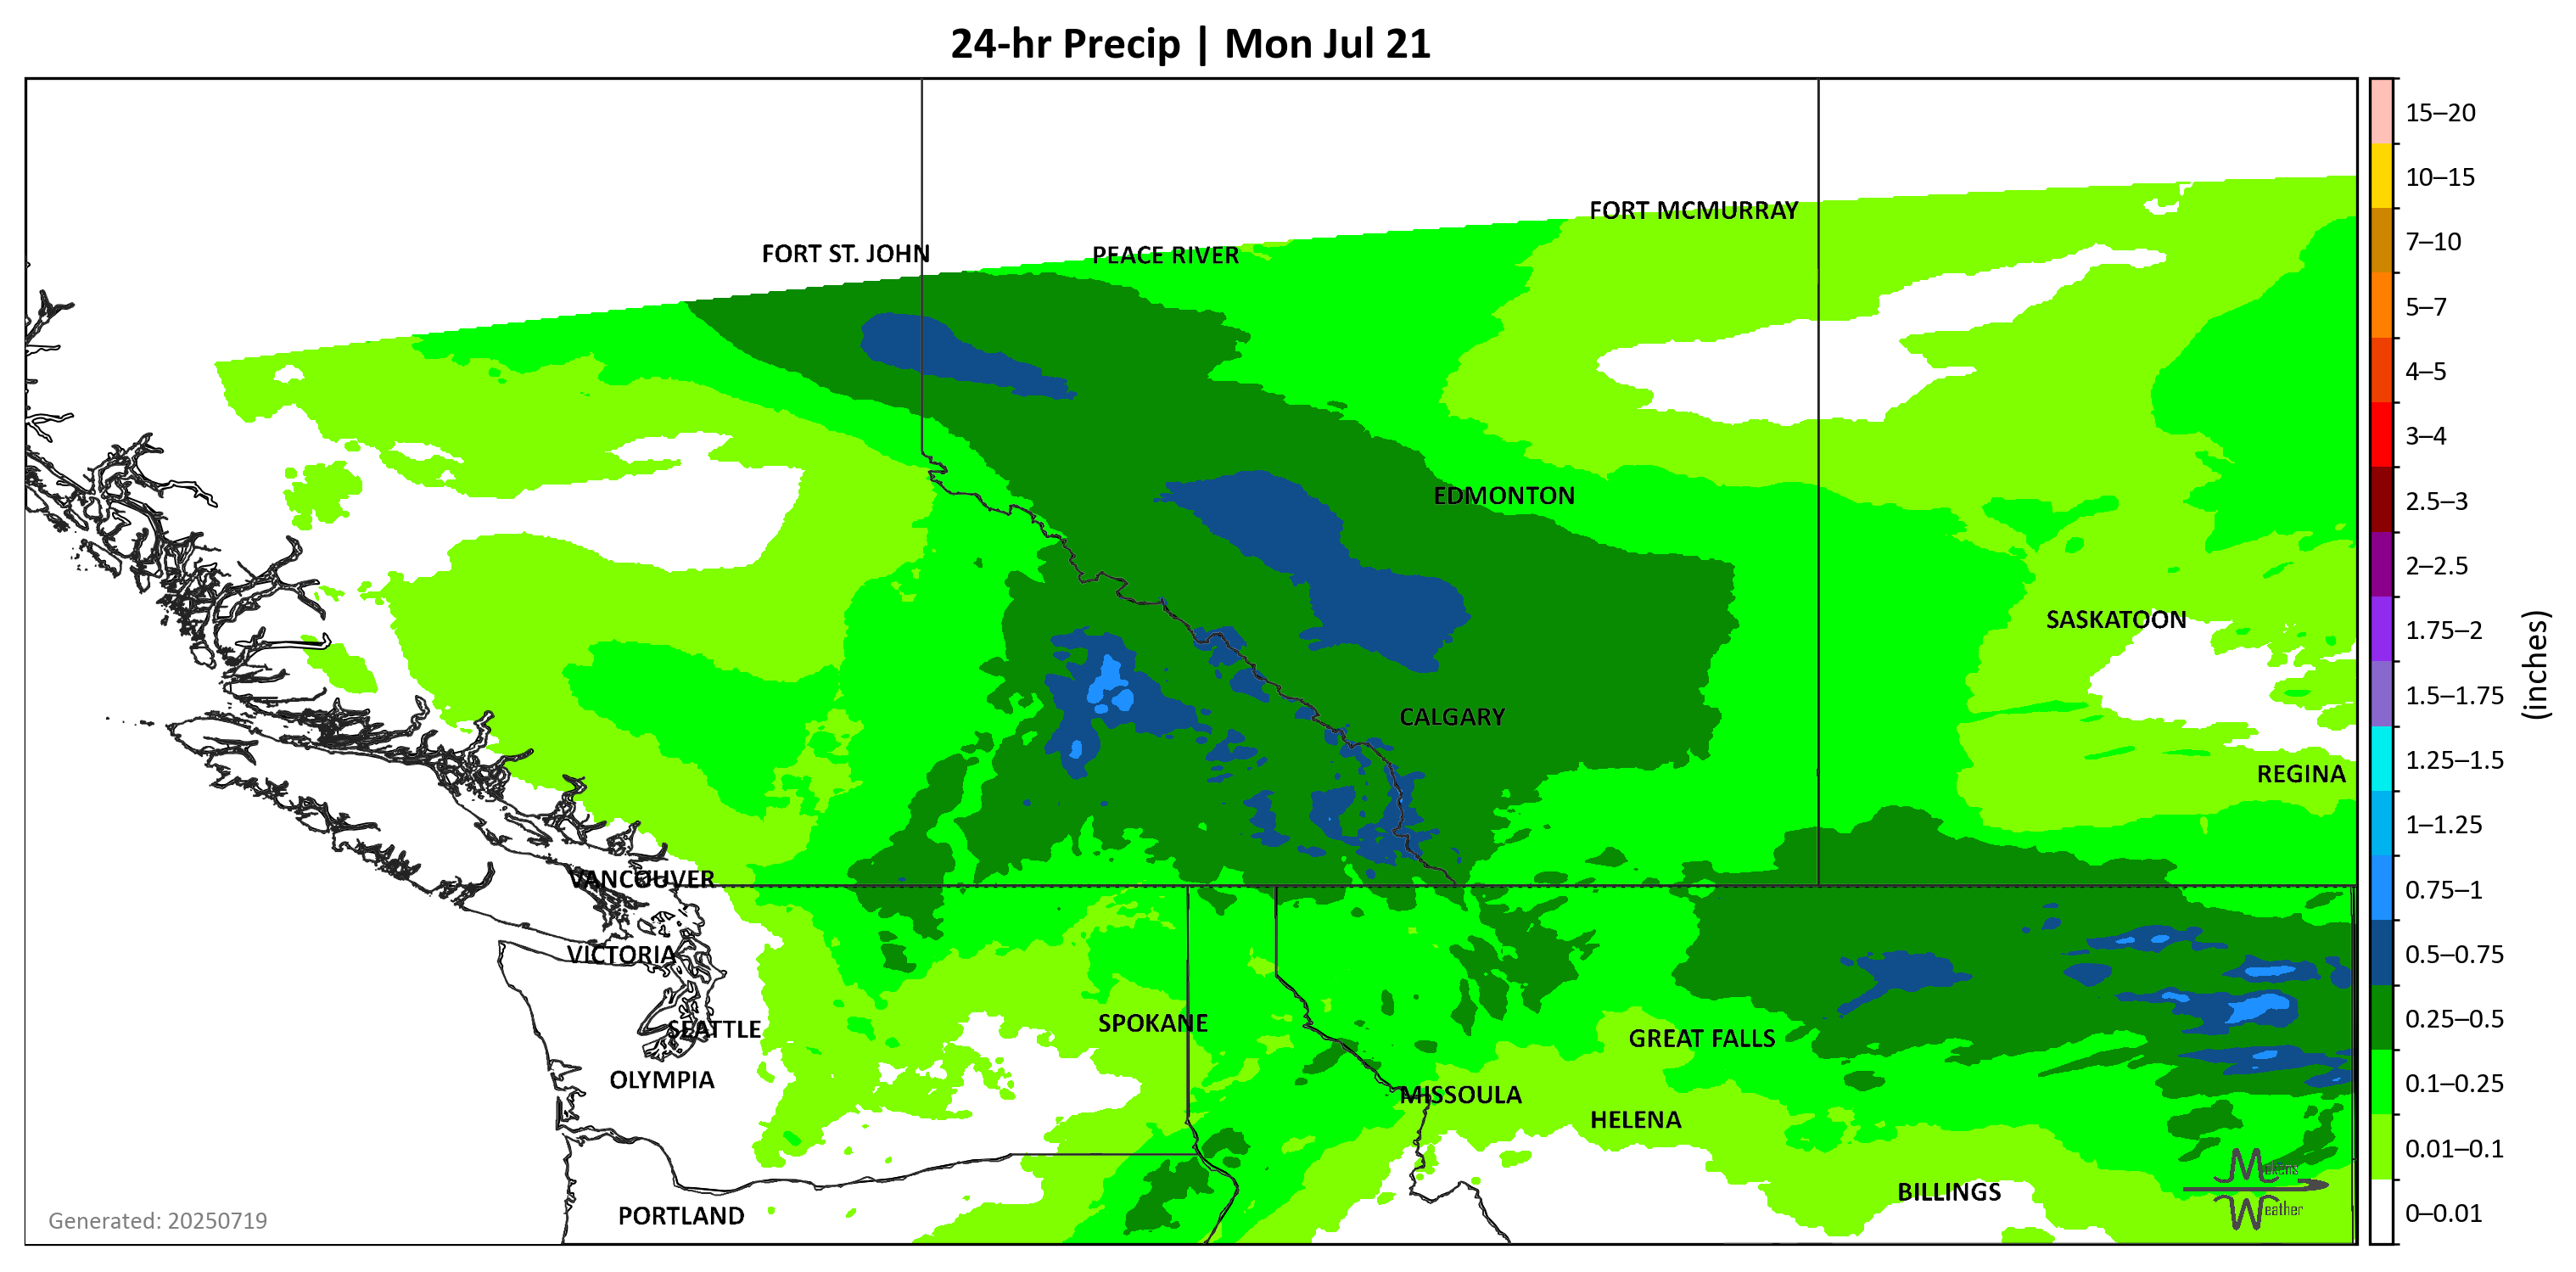 24-hr Precip | Mon Jul 21
FORT MCMURRAY
FORT ST. JOHN
PEACE RIVER
EDMONTON
SASKATOON
CALGARY
REGINA
VANCOUVER
VICTORIA
SPOKANE
SEATTLE
GREAT FALLS
OLYMPIA
MISSOULA
HELENA
BILLINGS
PORTLAND
Generated: 20250719
Weather
15–20
10–15
7–10
5–7
4–5
3–4
2.5–3
2–2.5
1.75–2
1.5–1.75
1.25–1.5
1–1.25
0.75–1
0.5–0.75
0.25–0.5
0.1–0.25
0.01–0.1
0–0.01
(inches)